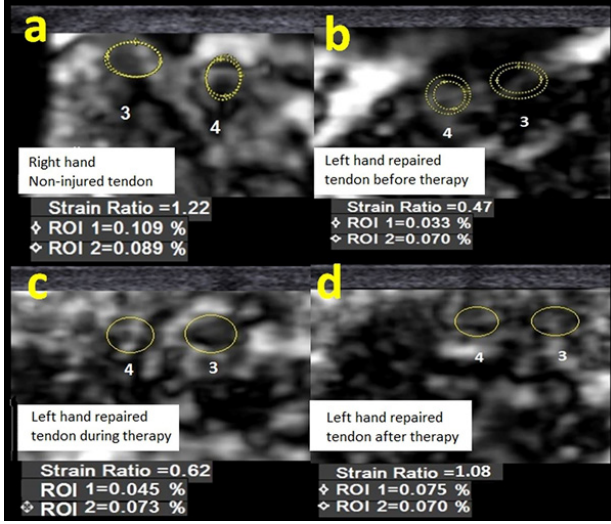 a
3
4
Right hand
Non-injured tendon
Strain Ratio =1.22
ROI 1=0.109 %
ROI 2=0.089 %
b
4
3
Left hand repaired
tendon before therapy
Strain Ratio =0.47
ROI 1=0.033 %
ROI 2=0.070 %
c
4
3
Left hand repaired
tendon during therapy
Strain Ratio =0.62
ROI 1=0.045 %
ROI 2=0.073 %
d
4
3
Left hand repaired
tendon after therapy
Strain Ratio =1.08
ROI 1=0.075 %
ROI 2=0.070 %